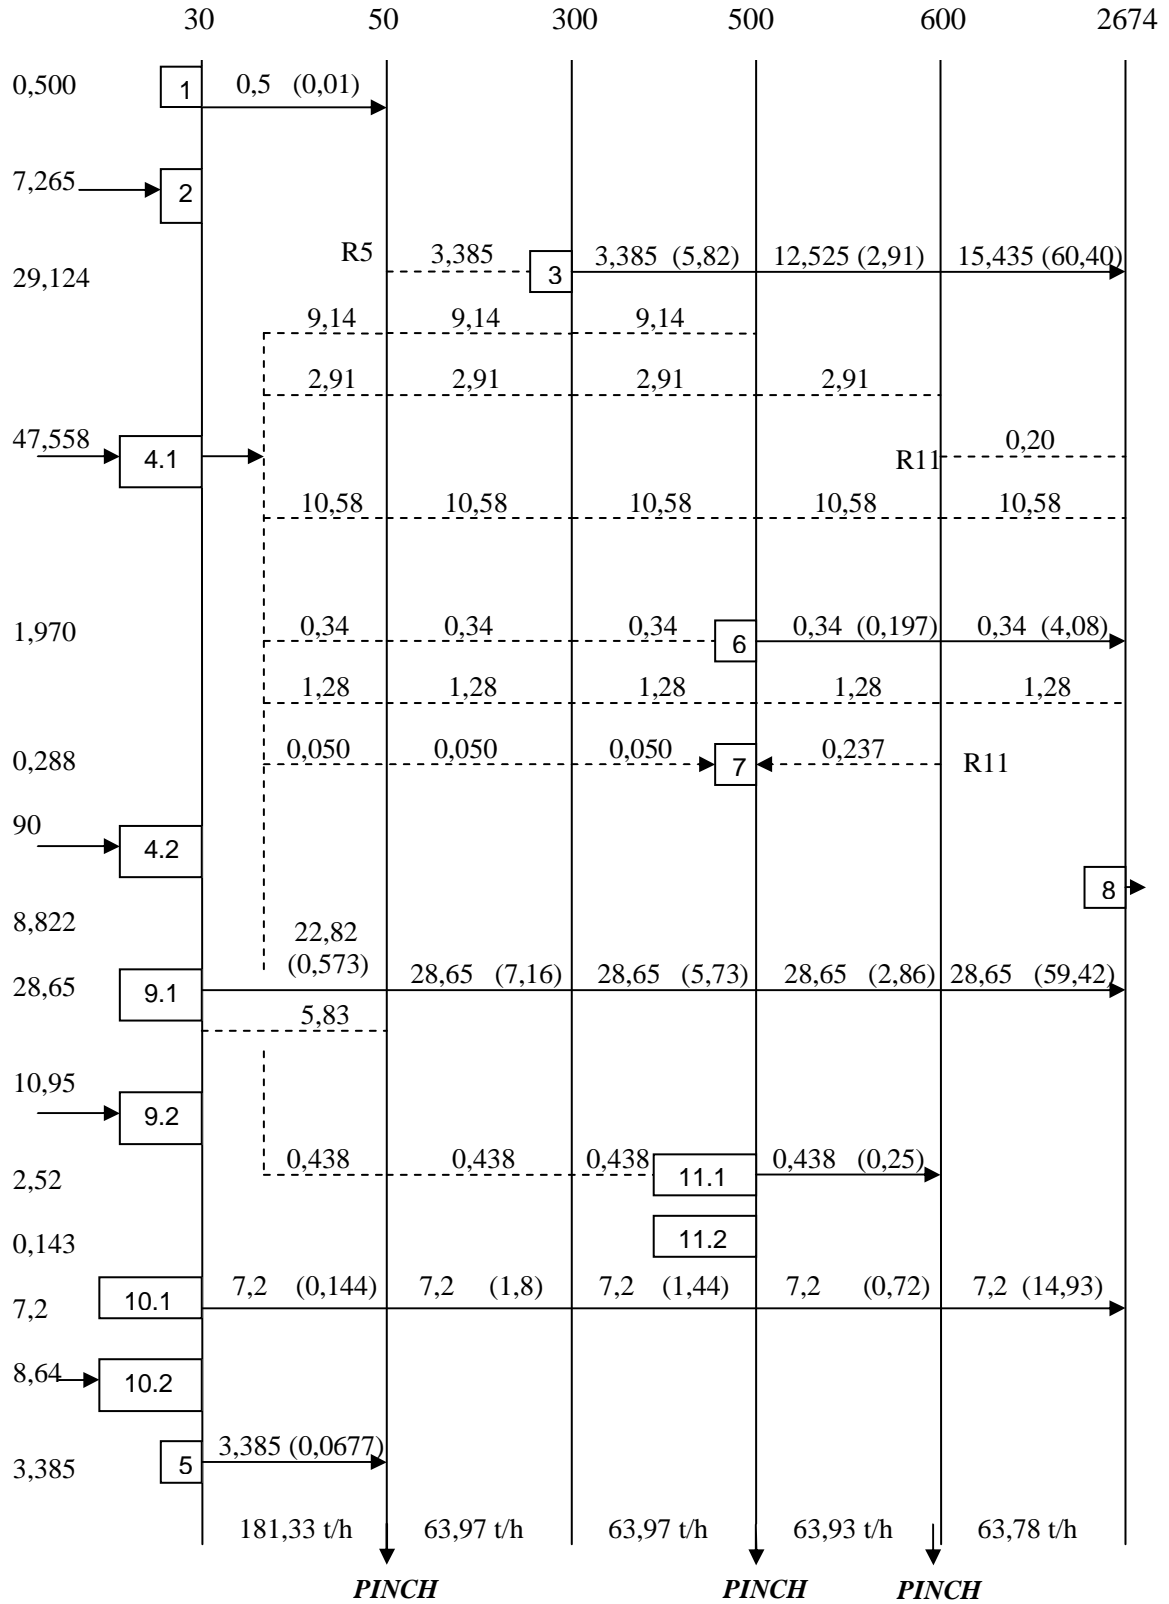 30 50 300 500 600 2674
0,500 1 0,5 (0,01)
7,265 2
R5 3,385 3 3,385 (5,82) 12,525 (2,91) 15,435 (60,40)
29,124
9,14 9,14 9,14
2,91 2,91 2,91 2,91
47,558 4.1 R11 0,20
10,58 10,58 10,58 10,58 10,58
1,970 0,34 0,34 0,34 6 0,34 (0,197) 0,34 (4,08)
1,28 1,28 1,28 1,28 1,28
0,288 0,050 0,050 0,050 7 0,237 R11
90 4.2
8
8,822 22,82
(0,573)
28,65 9.1 28,65 (7,16) 28,65 (5,73) 28,65 (2,86) 28,65 (59,42)
5,83
10,95 9.2
2,52 0,438 0,438 0,438 11.1 0,438 (0,25)
0,143 11.2
7,2 10.1 7,2 (0,144) 7,2 (1,8) 7,2 (1,44) 7,2 (0,72) 7,2 (14,93)
8,64 10.2
3,385 5 3,385 (0,0677)
181,33 t/h 63,97 t/h 63,97 t/h 63,93 t/h 63,78 t/h
PINCH PINCH PINCH